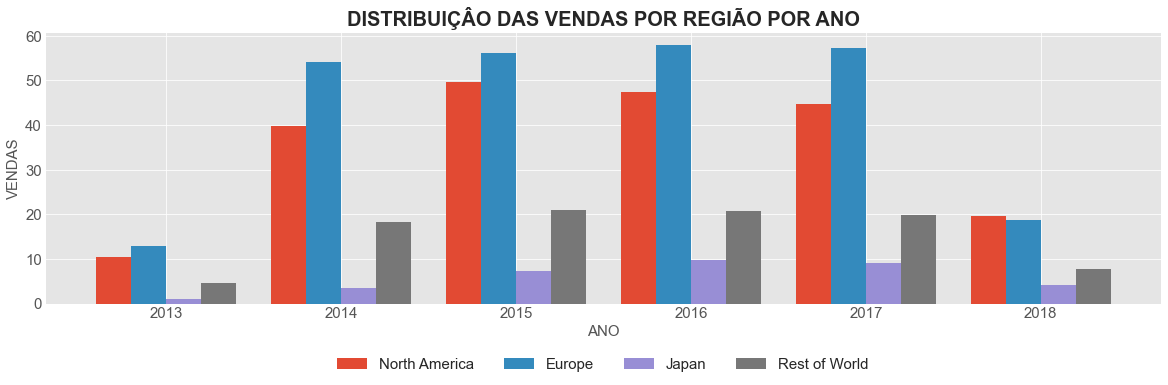 DISTRIBUIÇÂO DAS VENDAS POR REGIÃO POR ANO
60
50
40
30
20
10
0
VENDAS
2013 2014 2015 2016 2017 2018
ANO
North America Europe Japan Rest of World